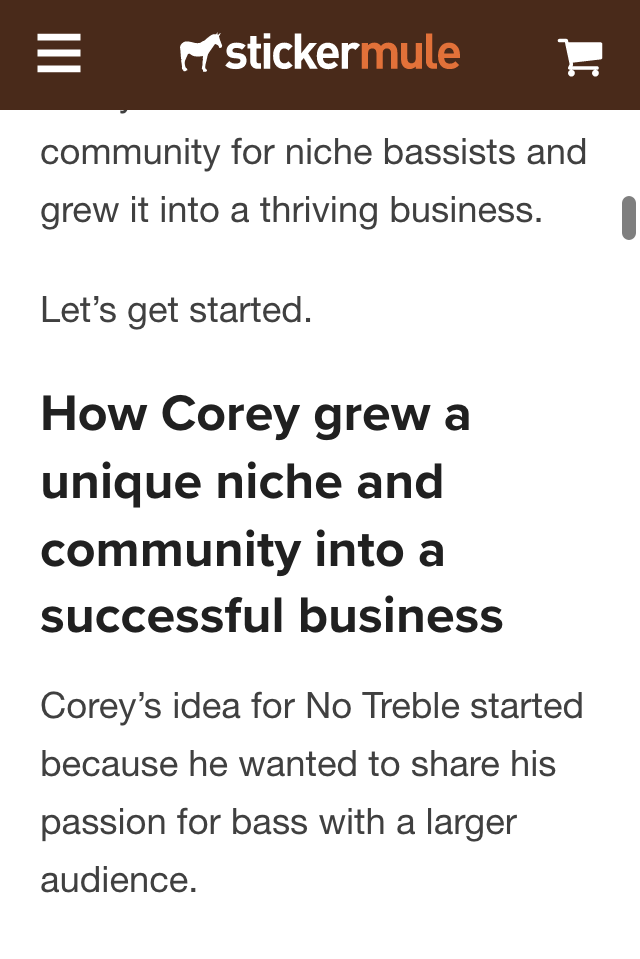 stickermule
community for niche bassists and
grew it into a thriving business.
Let’s get started.
How Corey grew a
unique niche and
community into a
successful business
Corey’s idea for No Treble started
because he wanted to share his
passion for bass with a larger
audience.